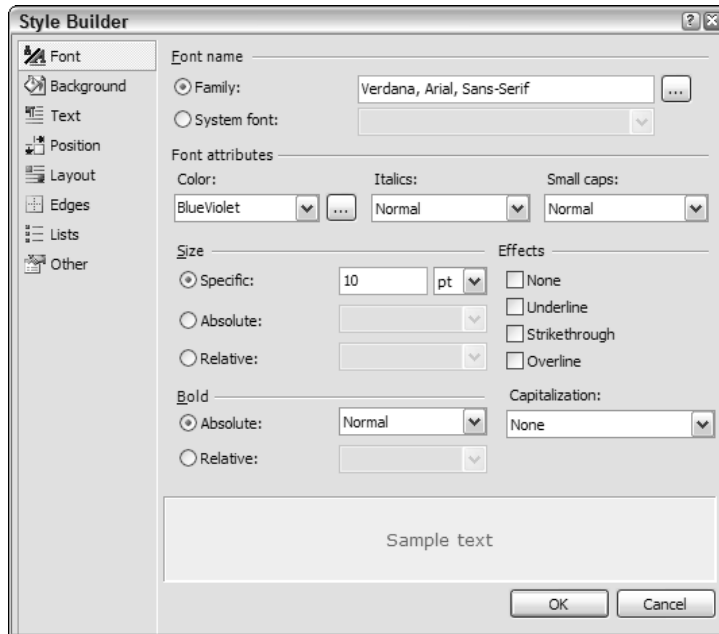 Style Builder
Font
Background
Text
Position
Layout
Edges
Lists
Other
Font name
Family:
Verdana, Arial, Sans-Serif
...
System font:
Font attributes
Color:
Italics:
Small caps:
BlueViolet
...
Normal
Normal
Size
Specific:
10
pt
Absolute:
Relative:
Effects
None
Underline
Strikethrough
Overline
Bold
Absolute:
Normal
Relative:
Capitalization:
None
Sample text
OK
Cancel